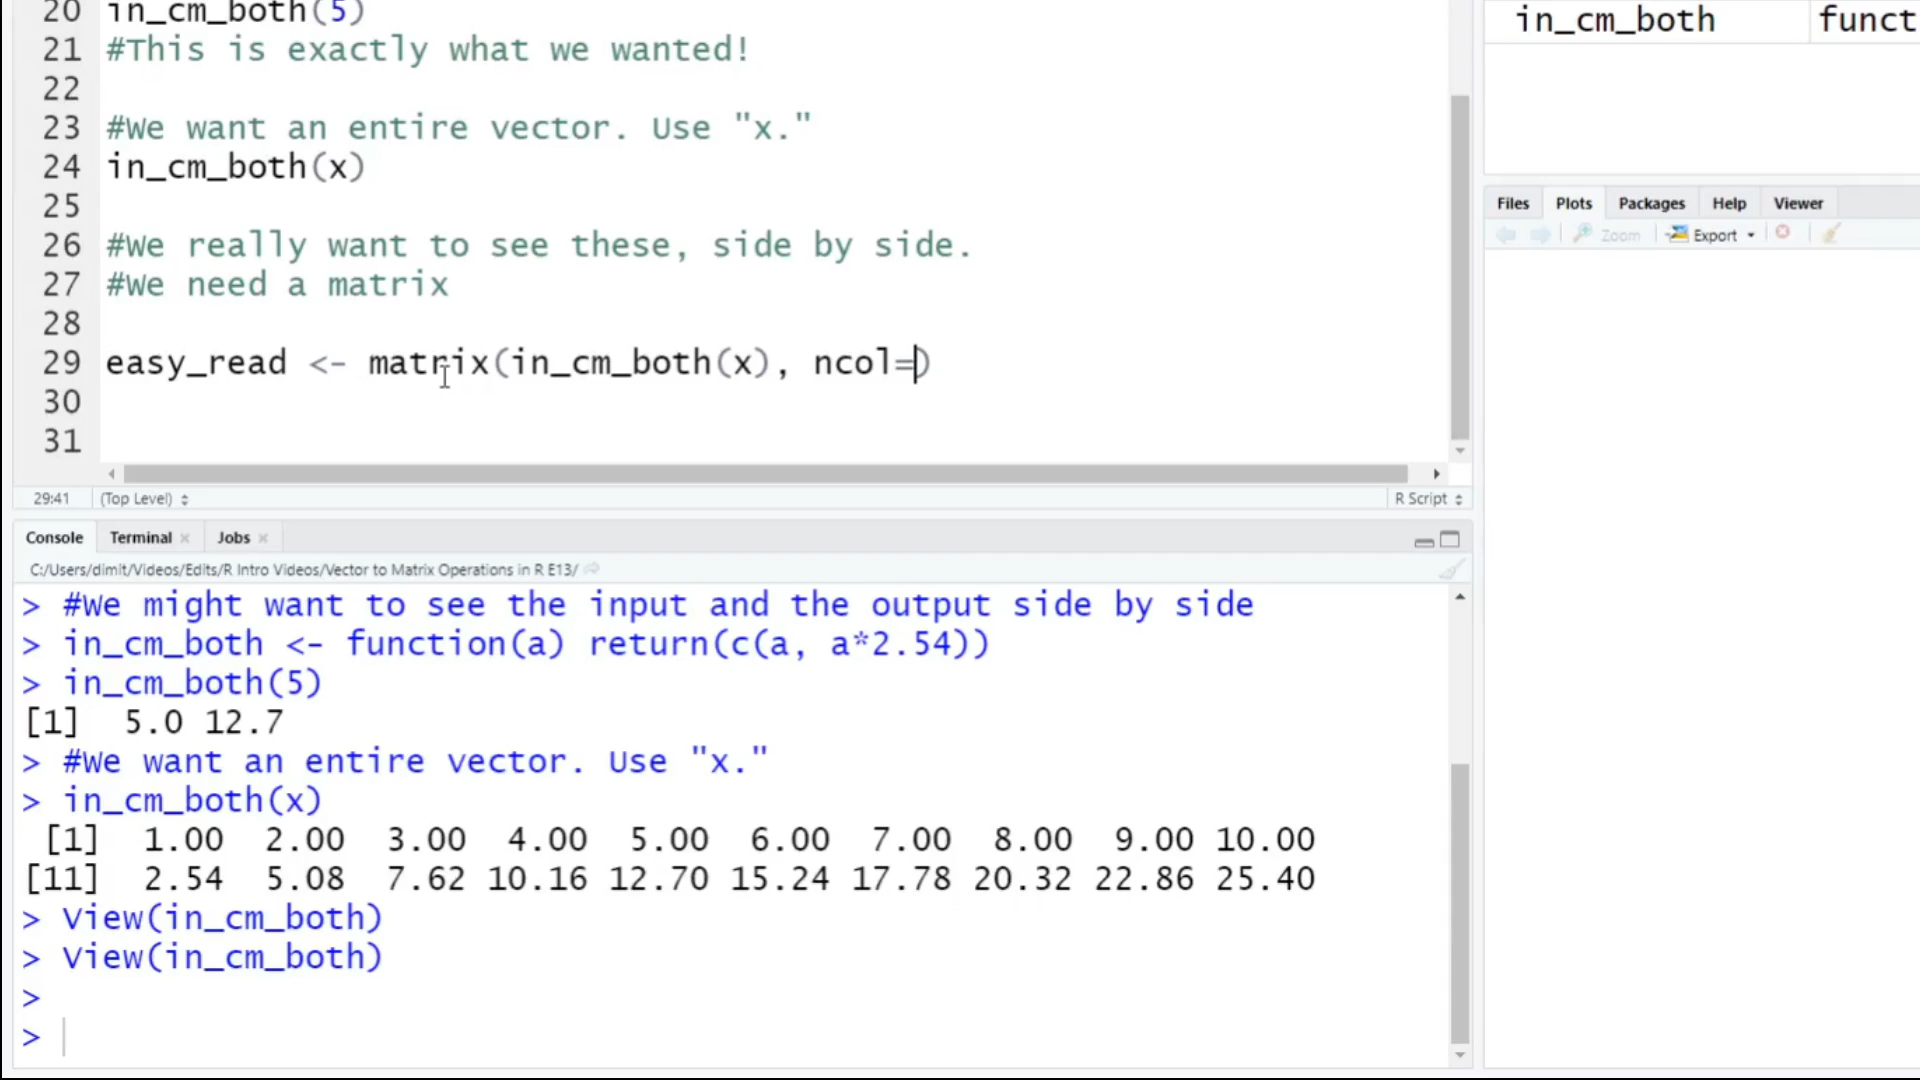 20 in_cm_both(5)
21 #This is exactly what we wanted!
22
23 #We want an entire vector. Use "x."
24 in_cm_both(x)
25
26 #We really want to see these, side by side.
27 #We need a matrix
28
29 easy_read <- matrix(in_cm_both(x), ncol=)
30
31
29:41 (Top Level) R Script
Console Terminal Jobs
C:/Users/dimit/Videos/Edits/R Intro Videos/Vector to Matrix Operations in R E13/
> #We might want to see the input and the output side by side
> in_cm_both <- function(a) return(c(a, a*2.54))
> in_cm_both(5)
[1] 5.0 12.7
> #We want an entire vector. Use "x."
> in_cm_both(x)
[1] 1.00 2.00 3.00 4.00 5.00 6.00 7.00 8.00 9.00 10.00
[11] 2.54 5.08 7.62 10.16 12.70 15.24 17.78 20.32 22.86 25.40
> View(in_cm_both)
> View(in_cm_both)
>
>
in_cm_both funct
Files Plots Packages Help Viewer
Zoom Export